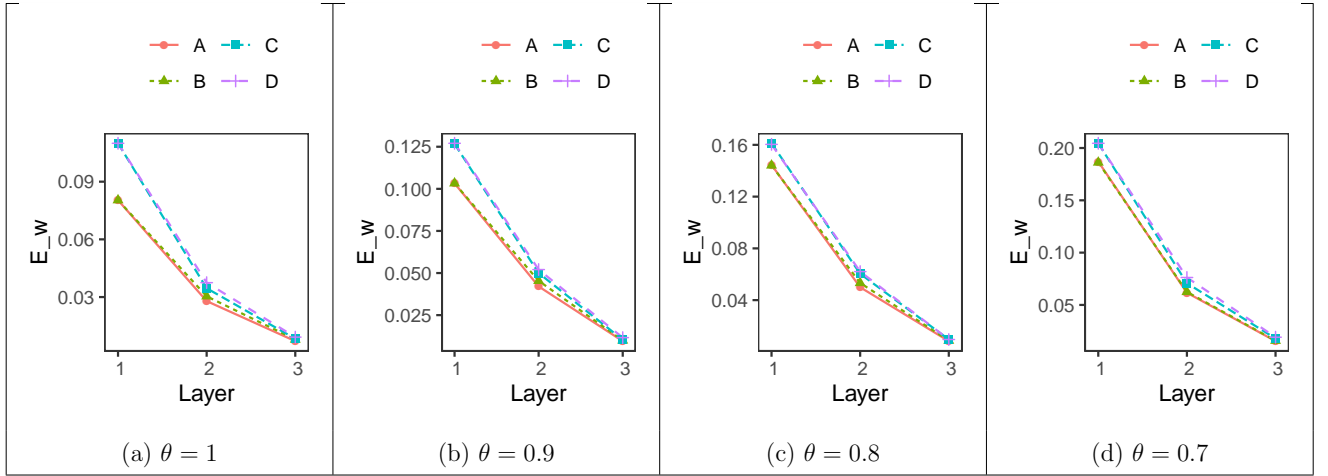 A C
B D
E_w
0.09
0.06
0.03
1 2 3
Layer
(a) θ = 1
A C
B D
E_w
0.125
0.100
0.075
0.050
0.025
1 2 3
Layer
(b) θ = 0.9
A C
B D
E_w
0.16
0.12
0.08
0.04
1 2 3
Layer
(c) θ = 0.8
A C
B D
E_w
0.20
0.15
0.10
0.05
1 2 3
Layer
(d) θ = 0.7